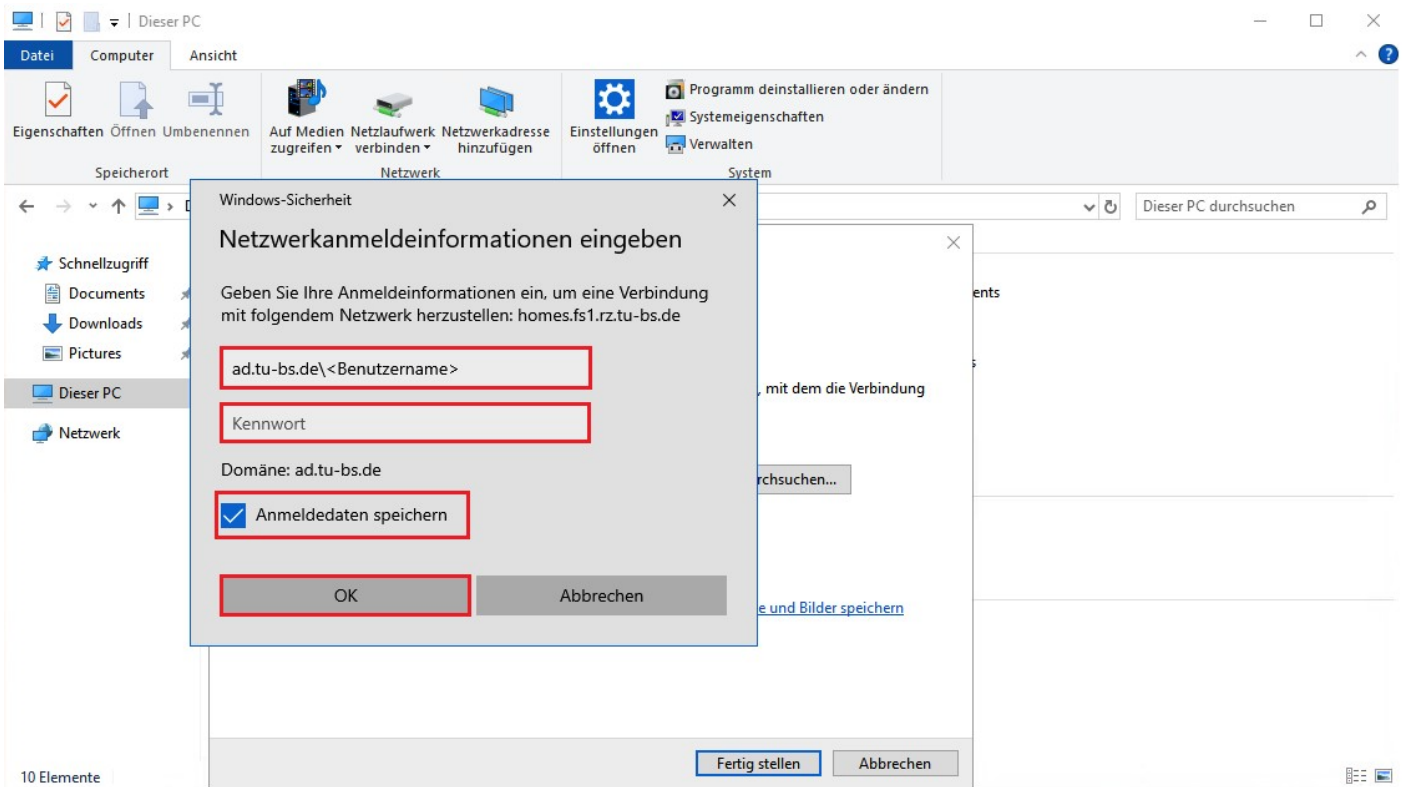 Dieser PC
Datei Computer Ansicht
Eigenschaften Öffnen Umbenennen
Auf Medien zugreifen
Netzlaufwerk verbinden
Netzwerkadresse hinzufügen
Einstellungen öffnen
Programm deinstallieren oder ändern
Systemeigenschaften
Verwalten
Speicherort Netzwerk System
Dieser PC durchsuchen
Schnellzugriff
Documents
Downloads
Pictures
Dieser PC
Netzwerk
Windows-Sicherheit
Netzwerkanmeldeinformationen eingeben
Geben Sie Ihre Anmeldeinformationen ein, um eine Verbindung
mit folgendem Netzwerk herzustellen: homes.fs1.rz.tu-bs.de
ad.tu-bs.de\<Benutzername>
Kennwort
Domäne: ad.tu-bs.de
Anmeldedaten speichern
OK Abbrechen
ents
, mit dem die Verbindung
rchsuchen...
e und Bilder speichern
Fertig stellen Abbrechen
10 Elemente